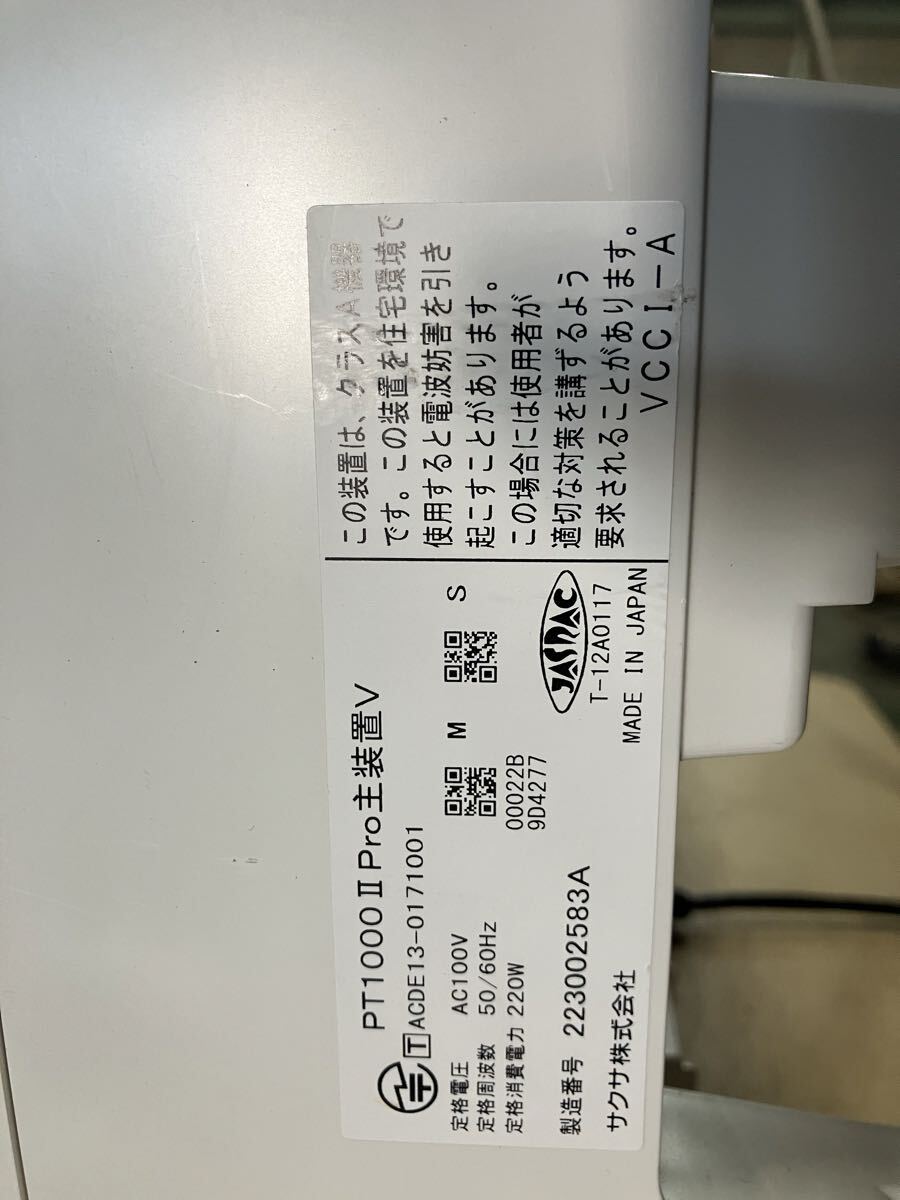 PT1000ⅡPro主装置V
T ACDE13-0171001
定格電圧 AC100V
定格周波数 50/60Hz
定格消費電力 220W
M
S
00022B
9D4277
製造番号 223002583A
サクサ株式会社
JASRAC
T-12A0117
MADE IN JAPAN
この装置は、クラスA機器
です。この装置を住宅環境で
使用すると電波妨害を引き
起こすことがあります。
この場合には使用者が
適切な対策を講ずるよう
要求されることがあります。
VCCI-A